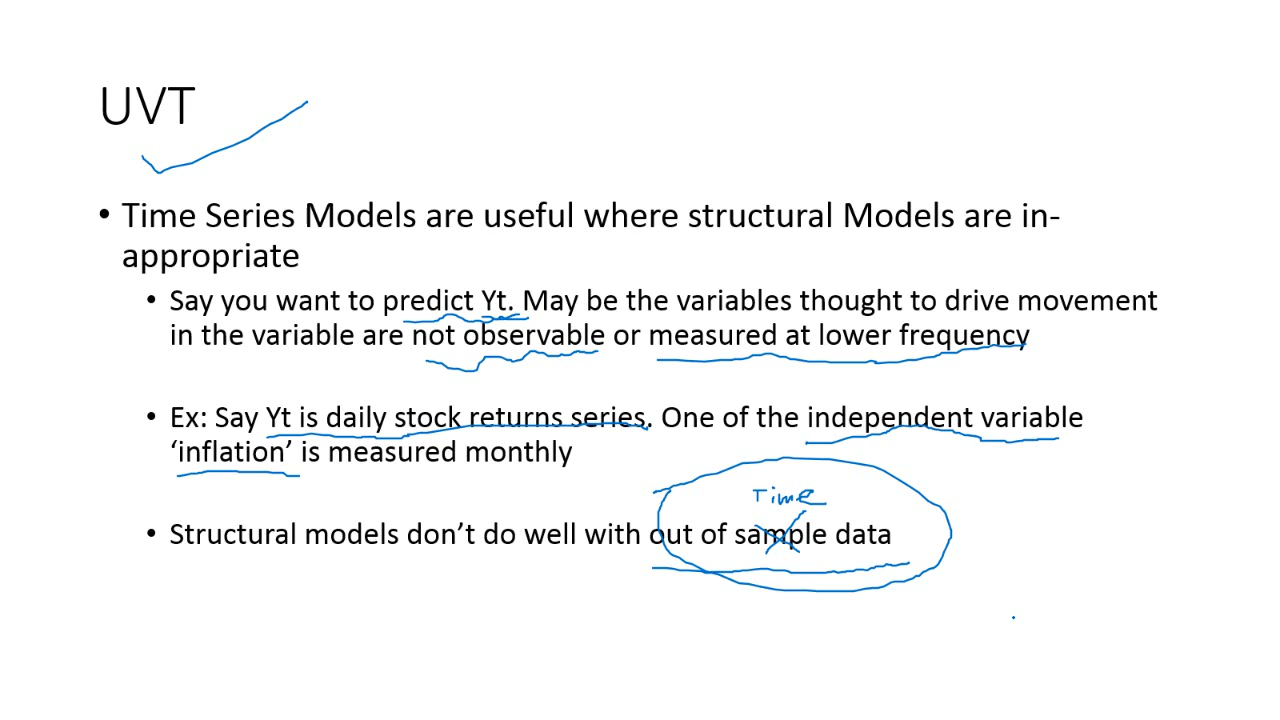 UVT
• Time Series Models are useful where structural Models are in-
appropriate
• Say you want to predict Yt. May be the variables thought to drive movement
in the variable are not observable or measured at lower frequency
• Ex: Say Yt is daily stock returns series. One of the independent variable
‘inflation’ is measured monthly
Time
• Structural models don’t do well with out of sample data